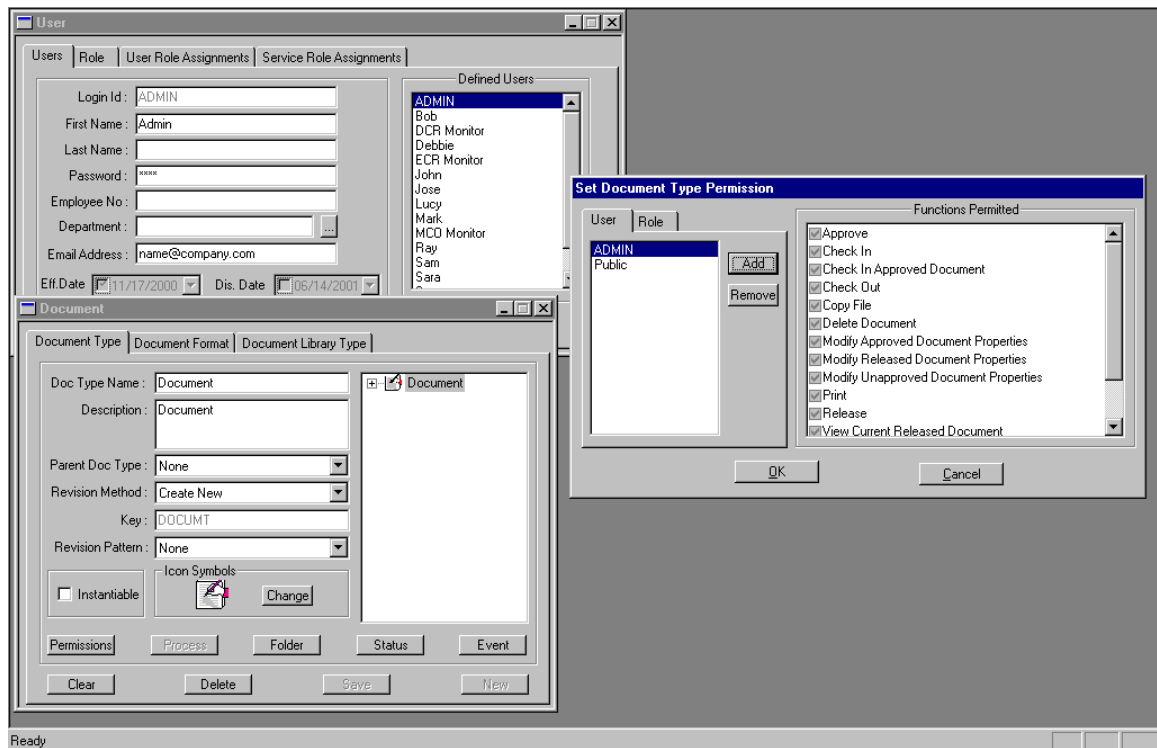 User
Users Role User Role Assignments Service Role Assignments
Login Id : ADMIN
First Name : Admin
Last Name :
Password : ****
Employee No :
Department : ...
Email Address : name@company.com
Eff.Date 11/17/2000 Dis. Date 06/14/2001
Defined Users
ADMIN
Bob
DCR Monitor
Debbie
ECR Monitor
John
Jose
Lucy
Mark
MCO Monitor
Ray
Sam
Sara
Document
Document Type Document Format Document Library Type
Doc Type Name : Document
Description : Document
Parent Doc Type : None
Revision Method : Create New
Key : DOCUMT
Revision Pattern : None
Instantiable
Icon Symbols
Change
Document
Permissions Process Folder Status Event
Clear Delete Save New
Set Document Type Permission
User Role
ADMIN
Public
Add
Remove
Functions Permitted
Approve
Check In
Check In Approved Document
Check Out
Copy File
Delete Document
Modify Approved Document Properties
Modify Released Document Properties
Modify Unapproved Document Properties
Print
Release
View Current Released Document
OK Cancel
Ready